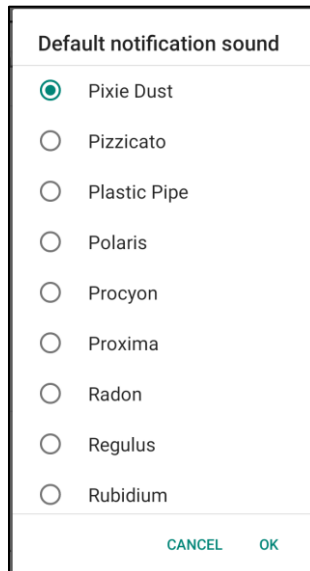 Default notification sound
Pixie Dust
Pizzicato
Plastic Pipe
Polaris
Procyon
Proxima
Radon
Regulus
Rubidium
CANCEL OK